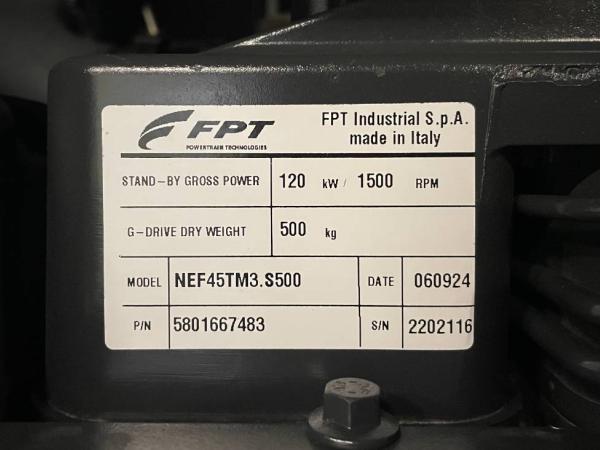 FPT
POWERTRAIN TECHNOLOGIES
FPT Industrial S.p.A.
made in Italy
STAND-BY GROSS POWER 120 kW/ 1500 RPM
G-DRIVE DRY WEIGHT 500 kg
MODEL NEF45TM3.S500 DATE 060924
P/N 5801667483 S/N 2202116